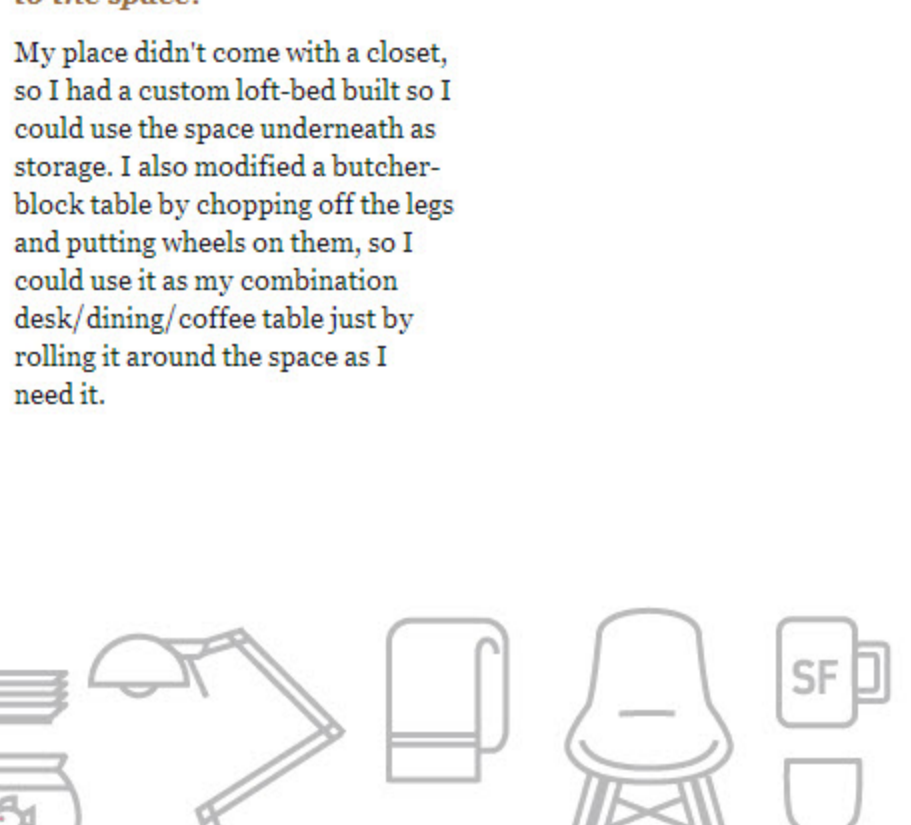 to the space?
My place didn't come with a closet,
so I had a custom loft-bed built so I
could use the space underneath as
storage. I also modified a butcher-
block table by chopping off the legs
and putting wheels on them, so I
could use it as my combination
desk/dining/coffee table just by
rolling it around the space as I
need it.
SF